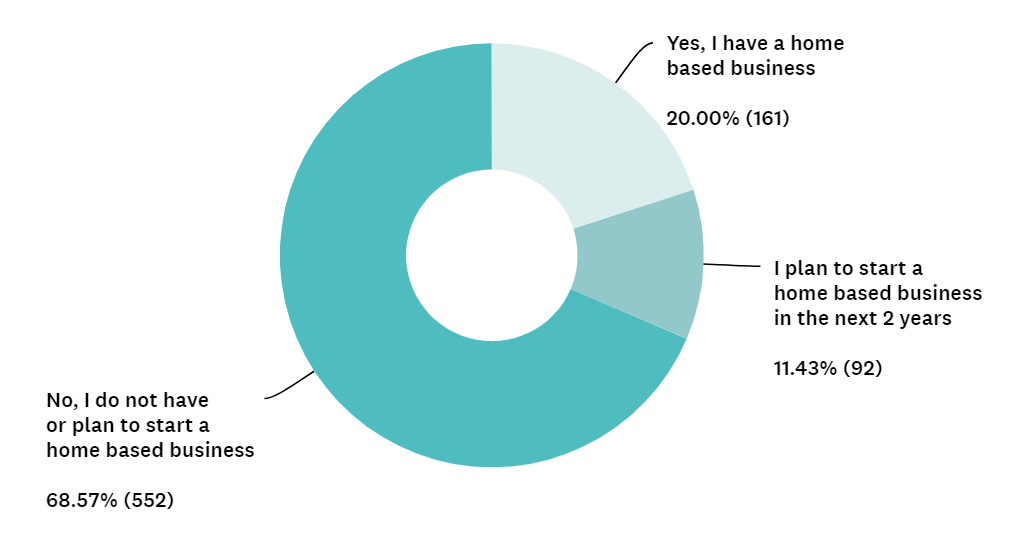 Yes, I have a home
based business
20.00% (161)
I plan to start a
home based business
in the next 2 years
11.43% (92)
No, I do not have
or plan to start a
home based business
68.57% (552)